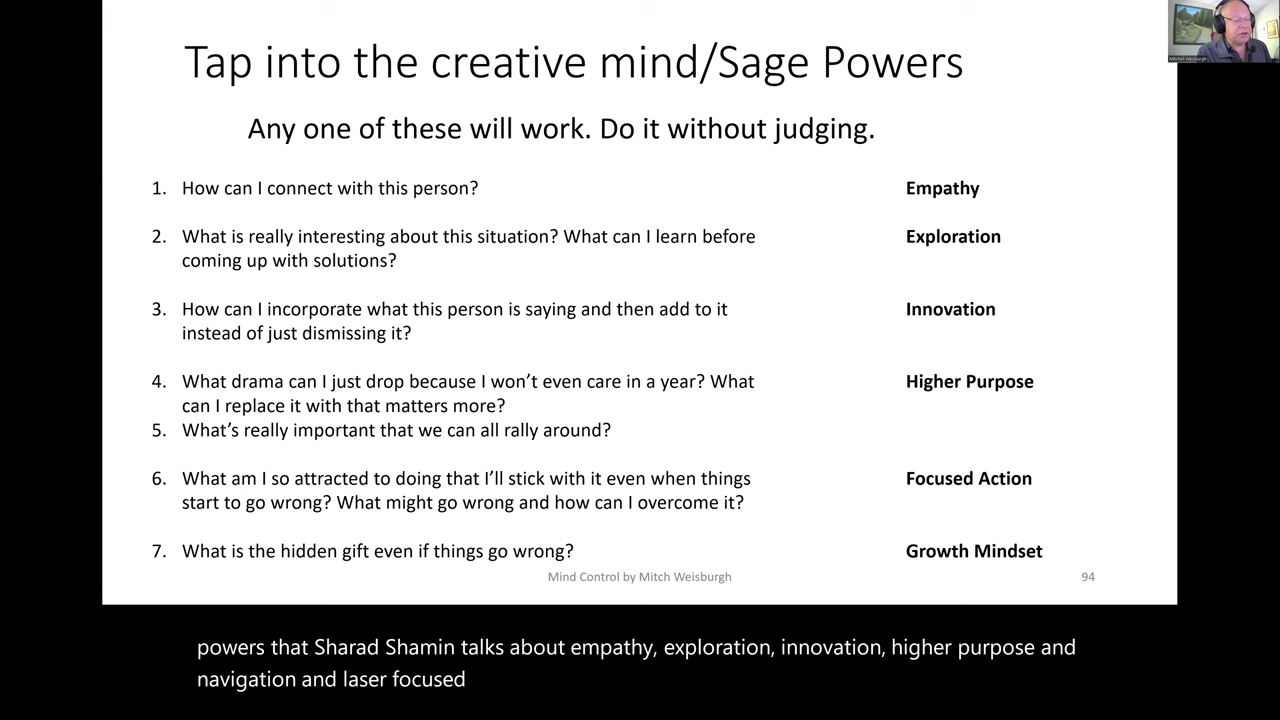 Tap into the creative mind/Sage Powers
Any one of these will work. Do it without judging.
1. How can I connect with this person? Empathy
2. What is really interesting about this situation? What can I learn before Exploration
coming up with solutions?
3. How can I incorporate what this person is saying and then add to it Innovation
instead of just dismissing it?
4. What drama can I just drop because I won't even care in a year? What Higher Purpose
can I replace it with that matters more?
5. What's really important that we can all rally around?
6. What am I so attracted to doing that I'll stick with it even when things Focused Action
start to go wrong? What might go wrong and how can I overcome it?
7. What is the hidden gift even if things go wrong? Growth Mindset
Mind Control by Mitch Weisburgh 94
Mitchell Weisburgh
powers that Sharad Shamin talks about empathy, exploration, innovation, higher purpose and
navigation and laser focused